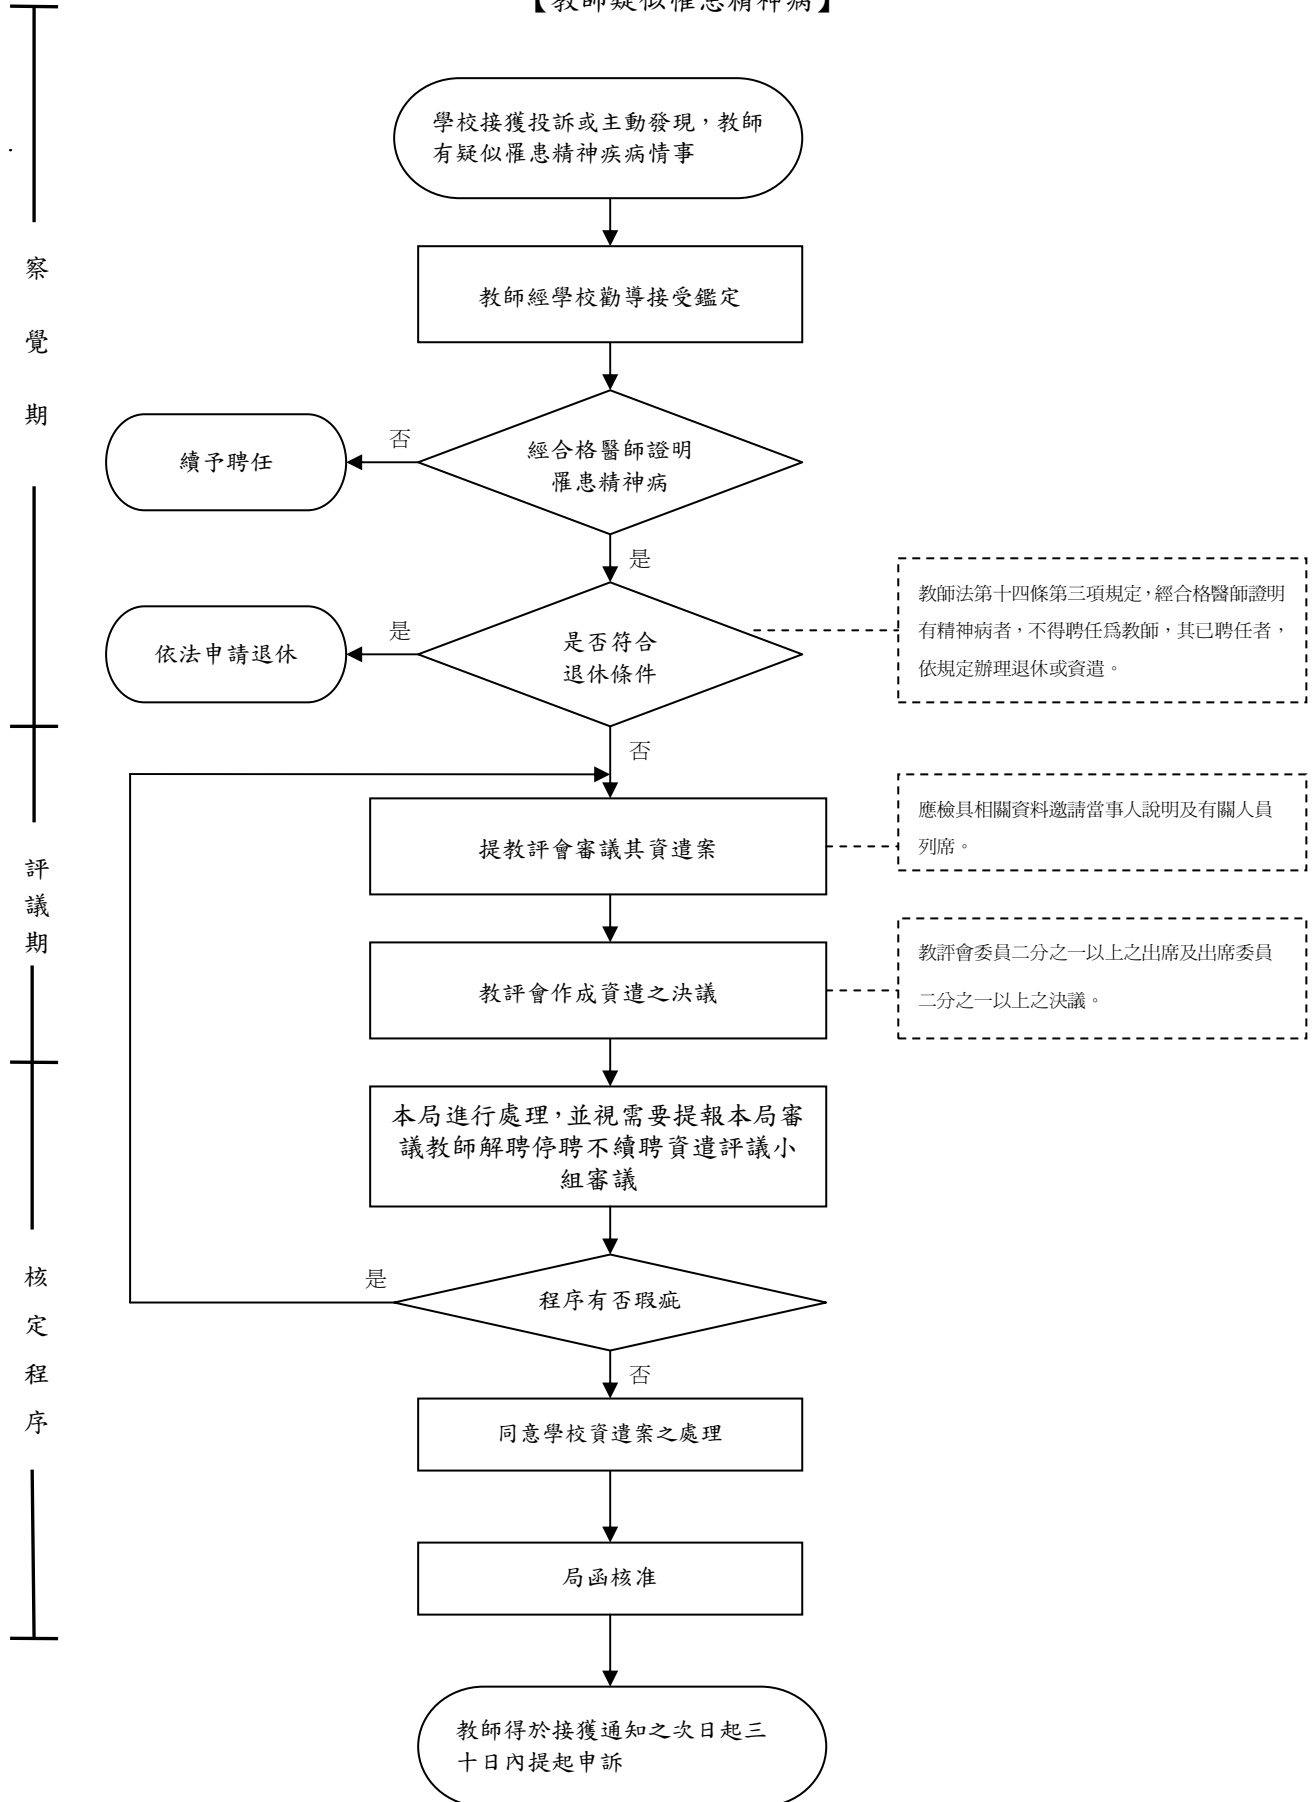 【教師疑似罹患精神病】
學校接獲投訴或主動發現，教師
有疑似罹患精神疾病情事
教師經學校勸導接受鑑定
察
覺
期
否
續予聘任
經合格醫師證明
罹患精神病
是
教師法第十四條第三項規定，經合格醫師證明
有精神病者，不得聘任爲教師，其已聘任者，
依規定辦理退休或資遣。
是
依法申請退休
是否符合
退休條件
否
應檢具相關資料邀請當事人說明及有關人員
列席。
提教評會審議其資遣案
評
議
期
教評會委員二分之一以上之出席及出席委員
二分之一以上之決議。
教評會作成資遣之決議
本局進行處理，並視需要提報本局審
議教師解聘停聘不續聘資遣評議小
組審議
核
定
程
序
是
程序有否瑕疵
否
同意學校資遣案之處理
局函核准
教師得於接獲通知之次日起三
十日內提起申訴